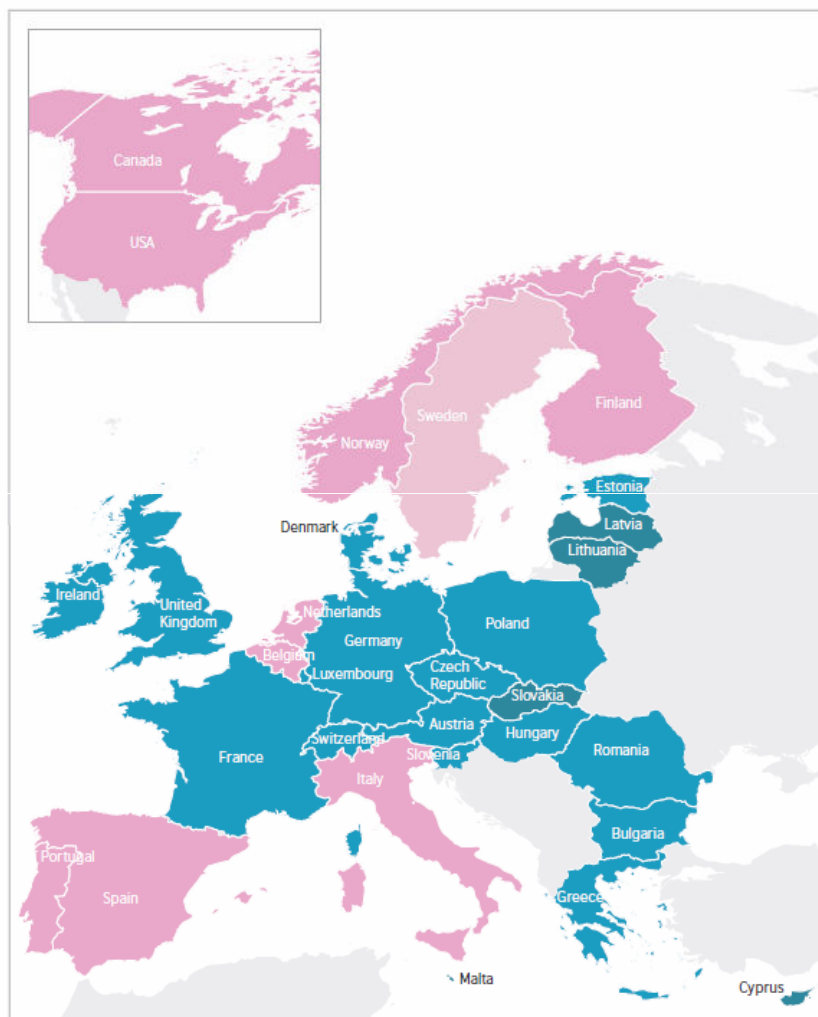 Canada
USA
Sweden
Finland
Norway
Estonia
Denmark
Latvia
Lithuania
Ireland
United
Kingdom
Netherlands
Poland
Germany
Belgium
Czech
Republic
Luxembourg
Slovakia
Austria
Switzerland
Hungary
Romania
France
Slovenia
Italy
Bulgaria
Portugal
Spain
Greece
Malta
Cyprus